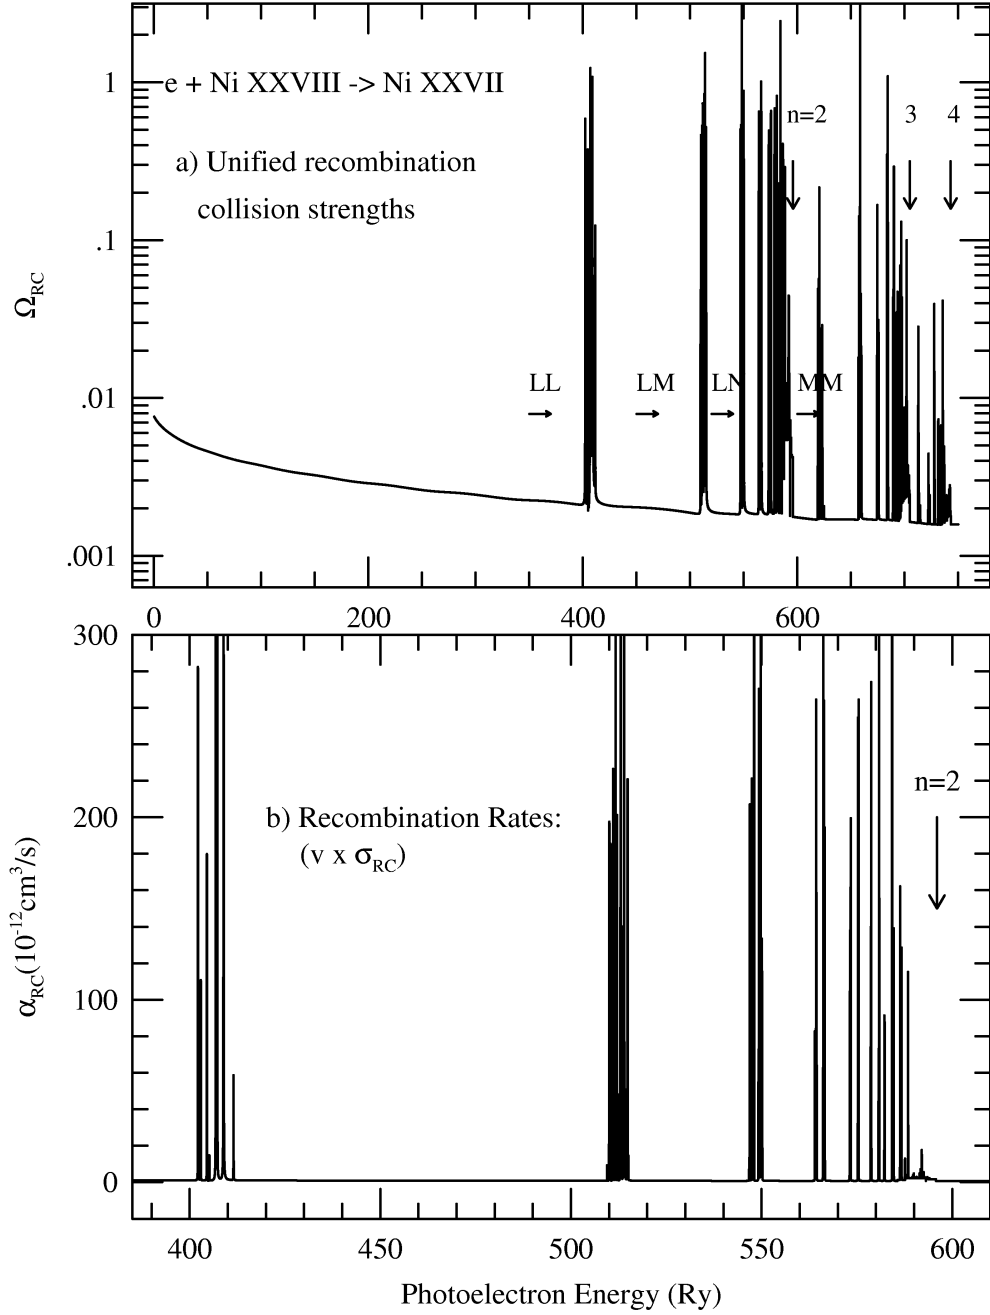 e + Ni XXVIII -> Ni XXVII
a) Unified recombination
collision strengths
n=2
3
4
1
.1
.01
.001
Ω_RC
LL
LM
LN
MM
0
200
400
600
300
200
100
0
b) Recombination Rates:
(v x σ_RC)
n=2
α_RC(10^-12cm^3/s)
400
450
500
550
600
Photoelectron Energy (Ry)